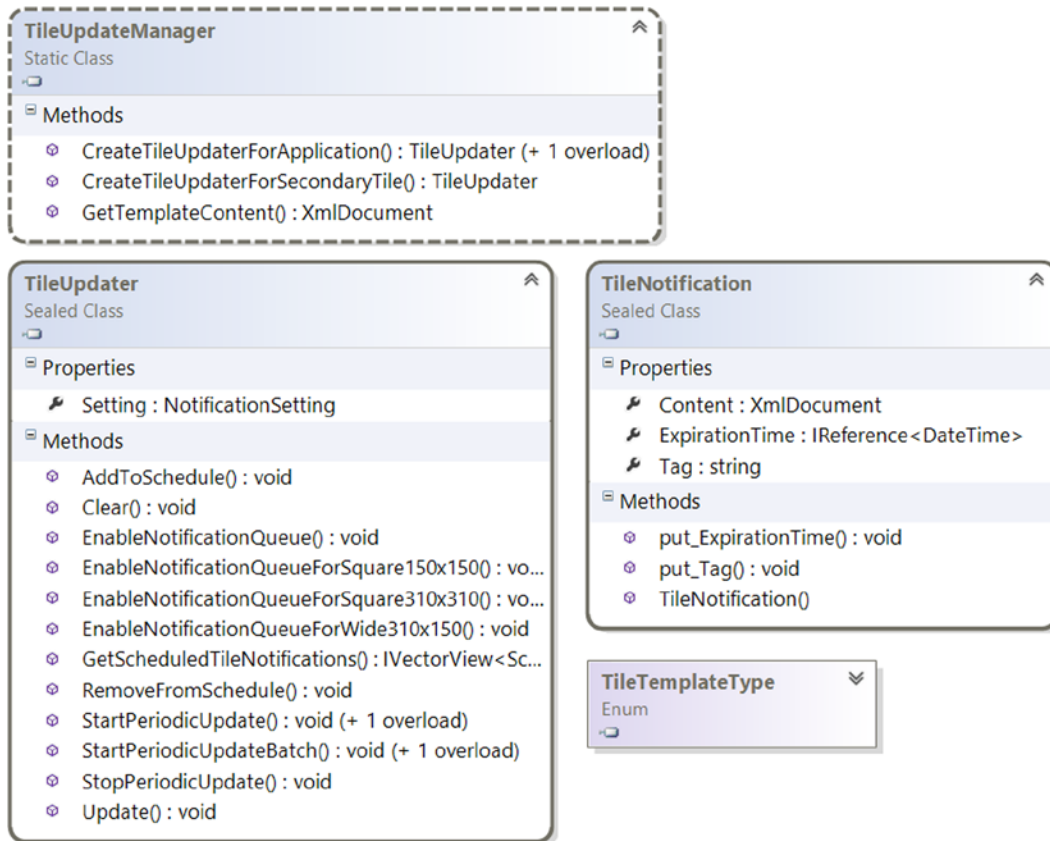 TileUpdateManager
Static Class
Methods
CreateTileUpdaterForApplication() : TileUpdater (+ 1 overload)
CreateTileUpdaterForSecondaryTile() : TileUpdater
GetTemplateContent() : XmlDocument
TileUpdater
Sealed Class
Properties
Setting : NotificationSetting
Methods
AddToSchedule() : void
Clear() : void
EnableNotificationQueue() : void
EnableNotificationQueueForSquare150x150() : vo...
EnableNotificationQueueForSquare310x310() : vo...
EnableNotificationQueueForWide310x150() : void
GetScheduledTileNotifications() : IVectorView<Sc...
RemoveFromSchedule() : void
StartPeriodicUpdate() : void (+ 1 overload)
StartPeriodicUpdateBatch() : void (+ 1 overload)
StopPeriodicUpdate() : void
Update() : void
TileNotification
Sealed Class
Properties
Content : XmlDocument
ExpirationTime : IReference<DateTime>
Tag : string
Methods
put_ExpirationTime() : void
put_Tag() : void
TileNotification()
TileTemplateType
Enum